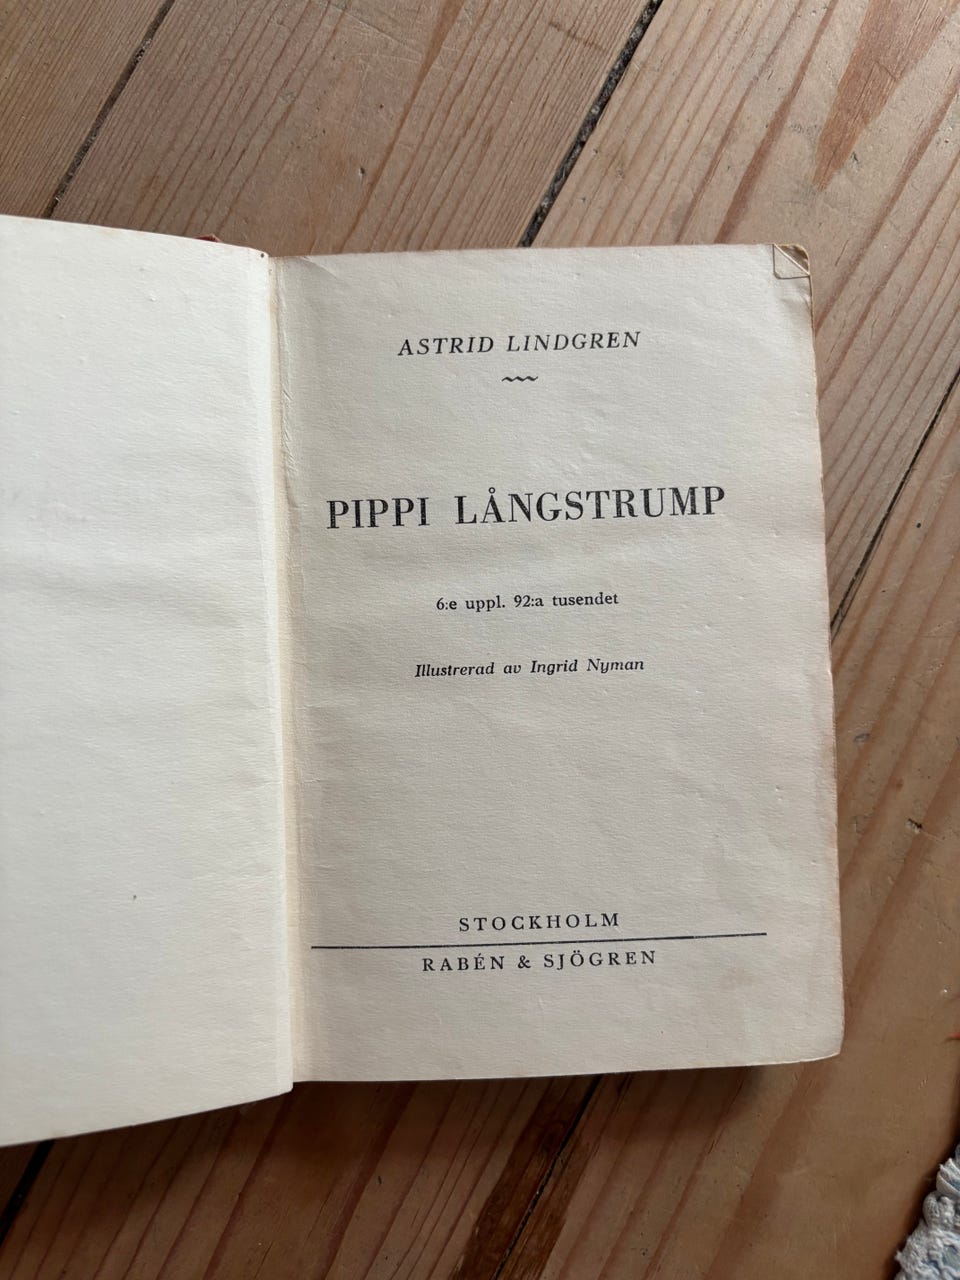 ASTRID LINDGREN
PIPPI LÅNGSTRUMP
6:e uppl. 92:a tusendet
Illustrerad av Ingrid Nyman
STOCKHOLM
RABÉN & SJÖGREN